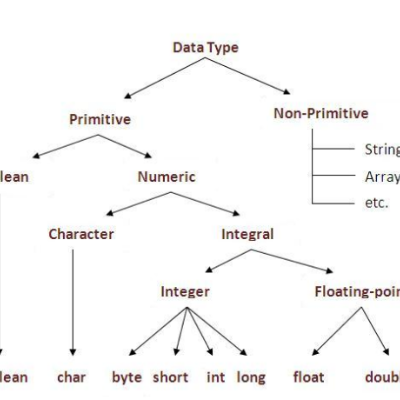 Data Type
Primitive
Non-Primitive
String
Array
etc.
lean
Numeric
Character
Integral
Integer
Floating-poin
lean
char
byte
short
int
long
float
doubl